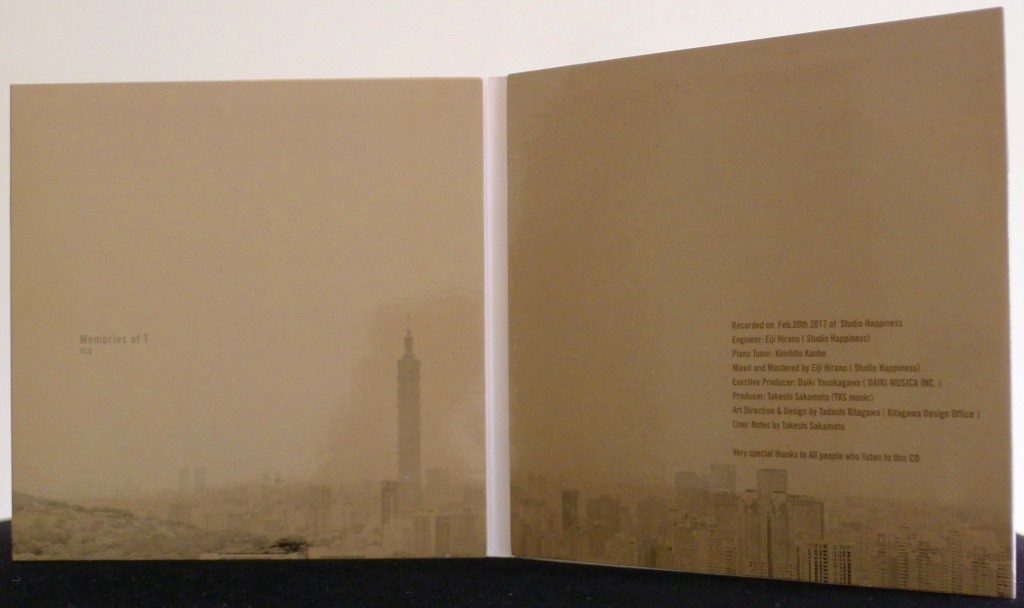 Memories of T
Recorded on Feb.20th 2017 at Studio Happiness
Engineer: Eiji Hirano ( Studio Happiness)
Piano Tuner: Kimihito Kanbe
Mixed and Mastered by Eiji Hirano ( Studio Happiness)
Exective Producer: Daiki Yasukagawa ( DAIKI MUSICA INC. )
Producer: Takeshi Sakamoto (TKS music)
Art Direction & Design by Tadashi Kitagawa ( Kitagawa Design Office )
Liner Notes by Takeshi Sakamoto
Very special thanks to All people who listen to this CD.